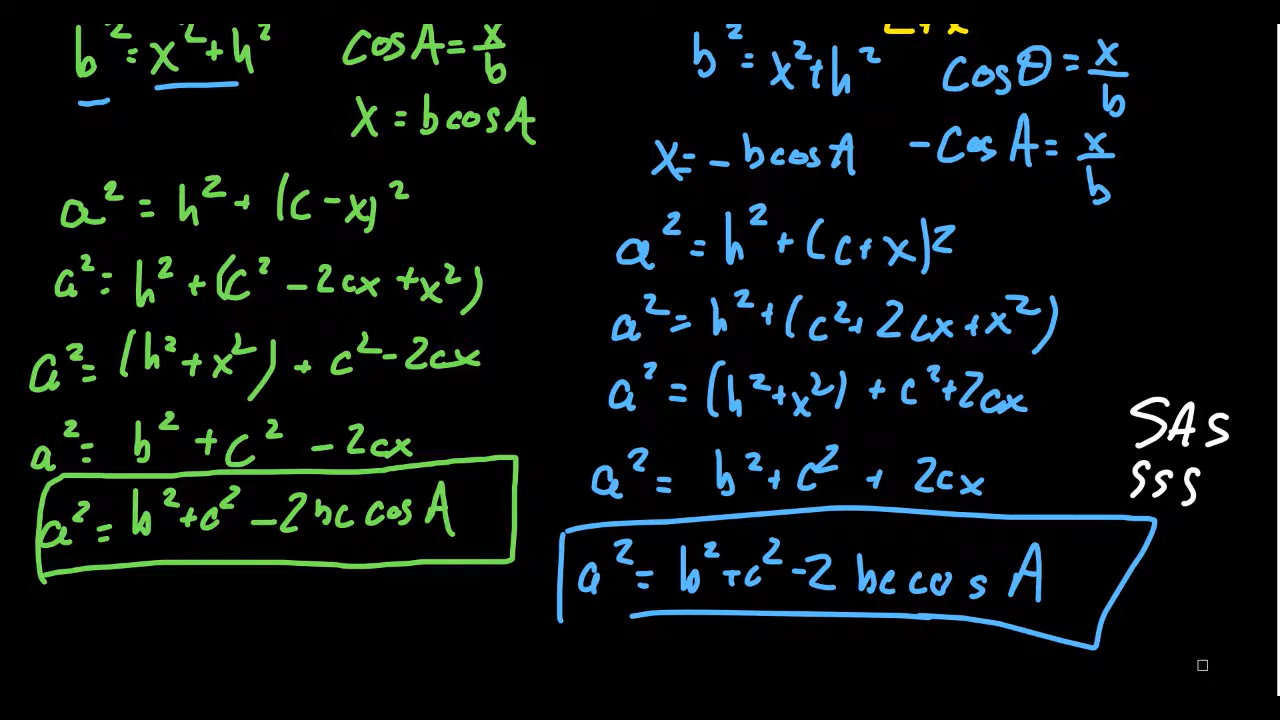 b² = x² + h²
cos A = x/b
x = b cos A
a² = h² + (c - x)²
a² = h² + (c² - 2cx + x²)
a² = (h² + x²) + c² - 2cx
a² = b² + c² - 2cx
a² = b² + c² - 2bc cos A
b² = x² + h²
cos θ = x/b
x = - b cos A
- cos A = x/b
a² = h² + (c + x)²
a² = h² + (c² + 2cx + x²)
a² = (h² + x²) + c² + 2cx
a² = b² + c² + 2cx
a² = b² + c² - 2bc cos A
SAS
SSS